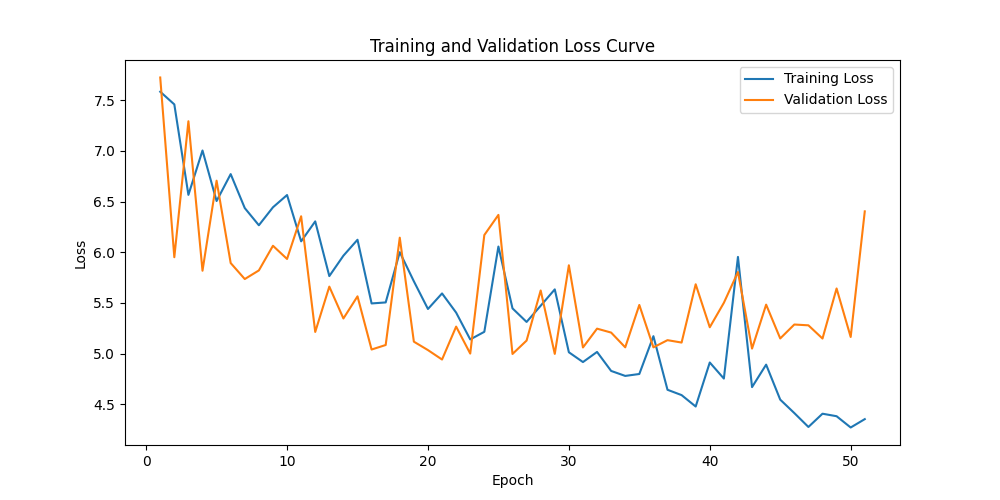 Training and Validation Loss Curve
Training Loss
Validation Loss
7.5
7.0
6.5
6.0
5.5
5.0
4.5
Loss
0 10 20 30 40 50
Epoch